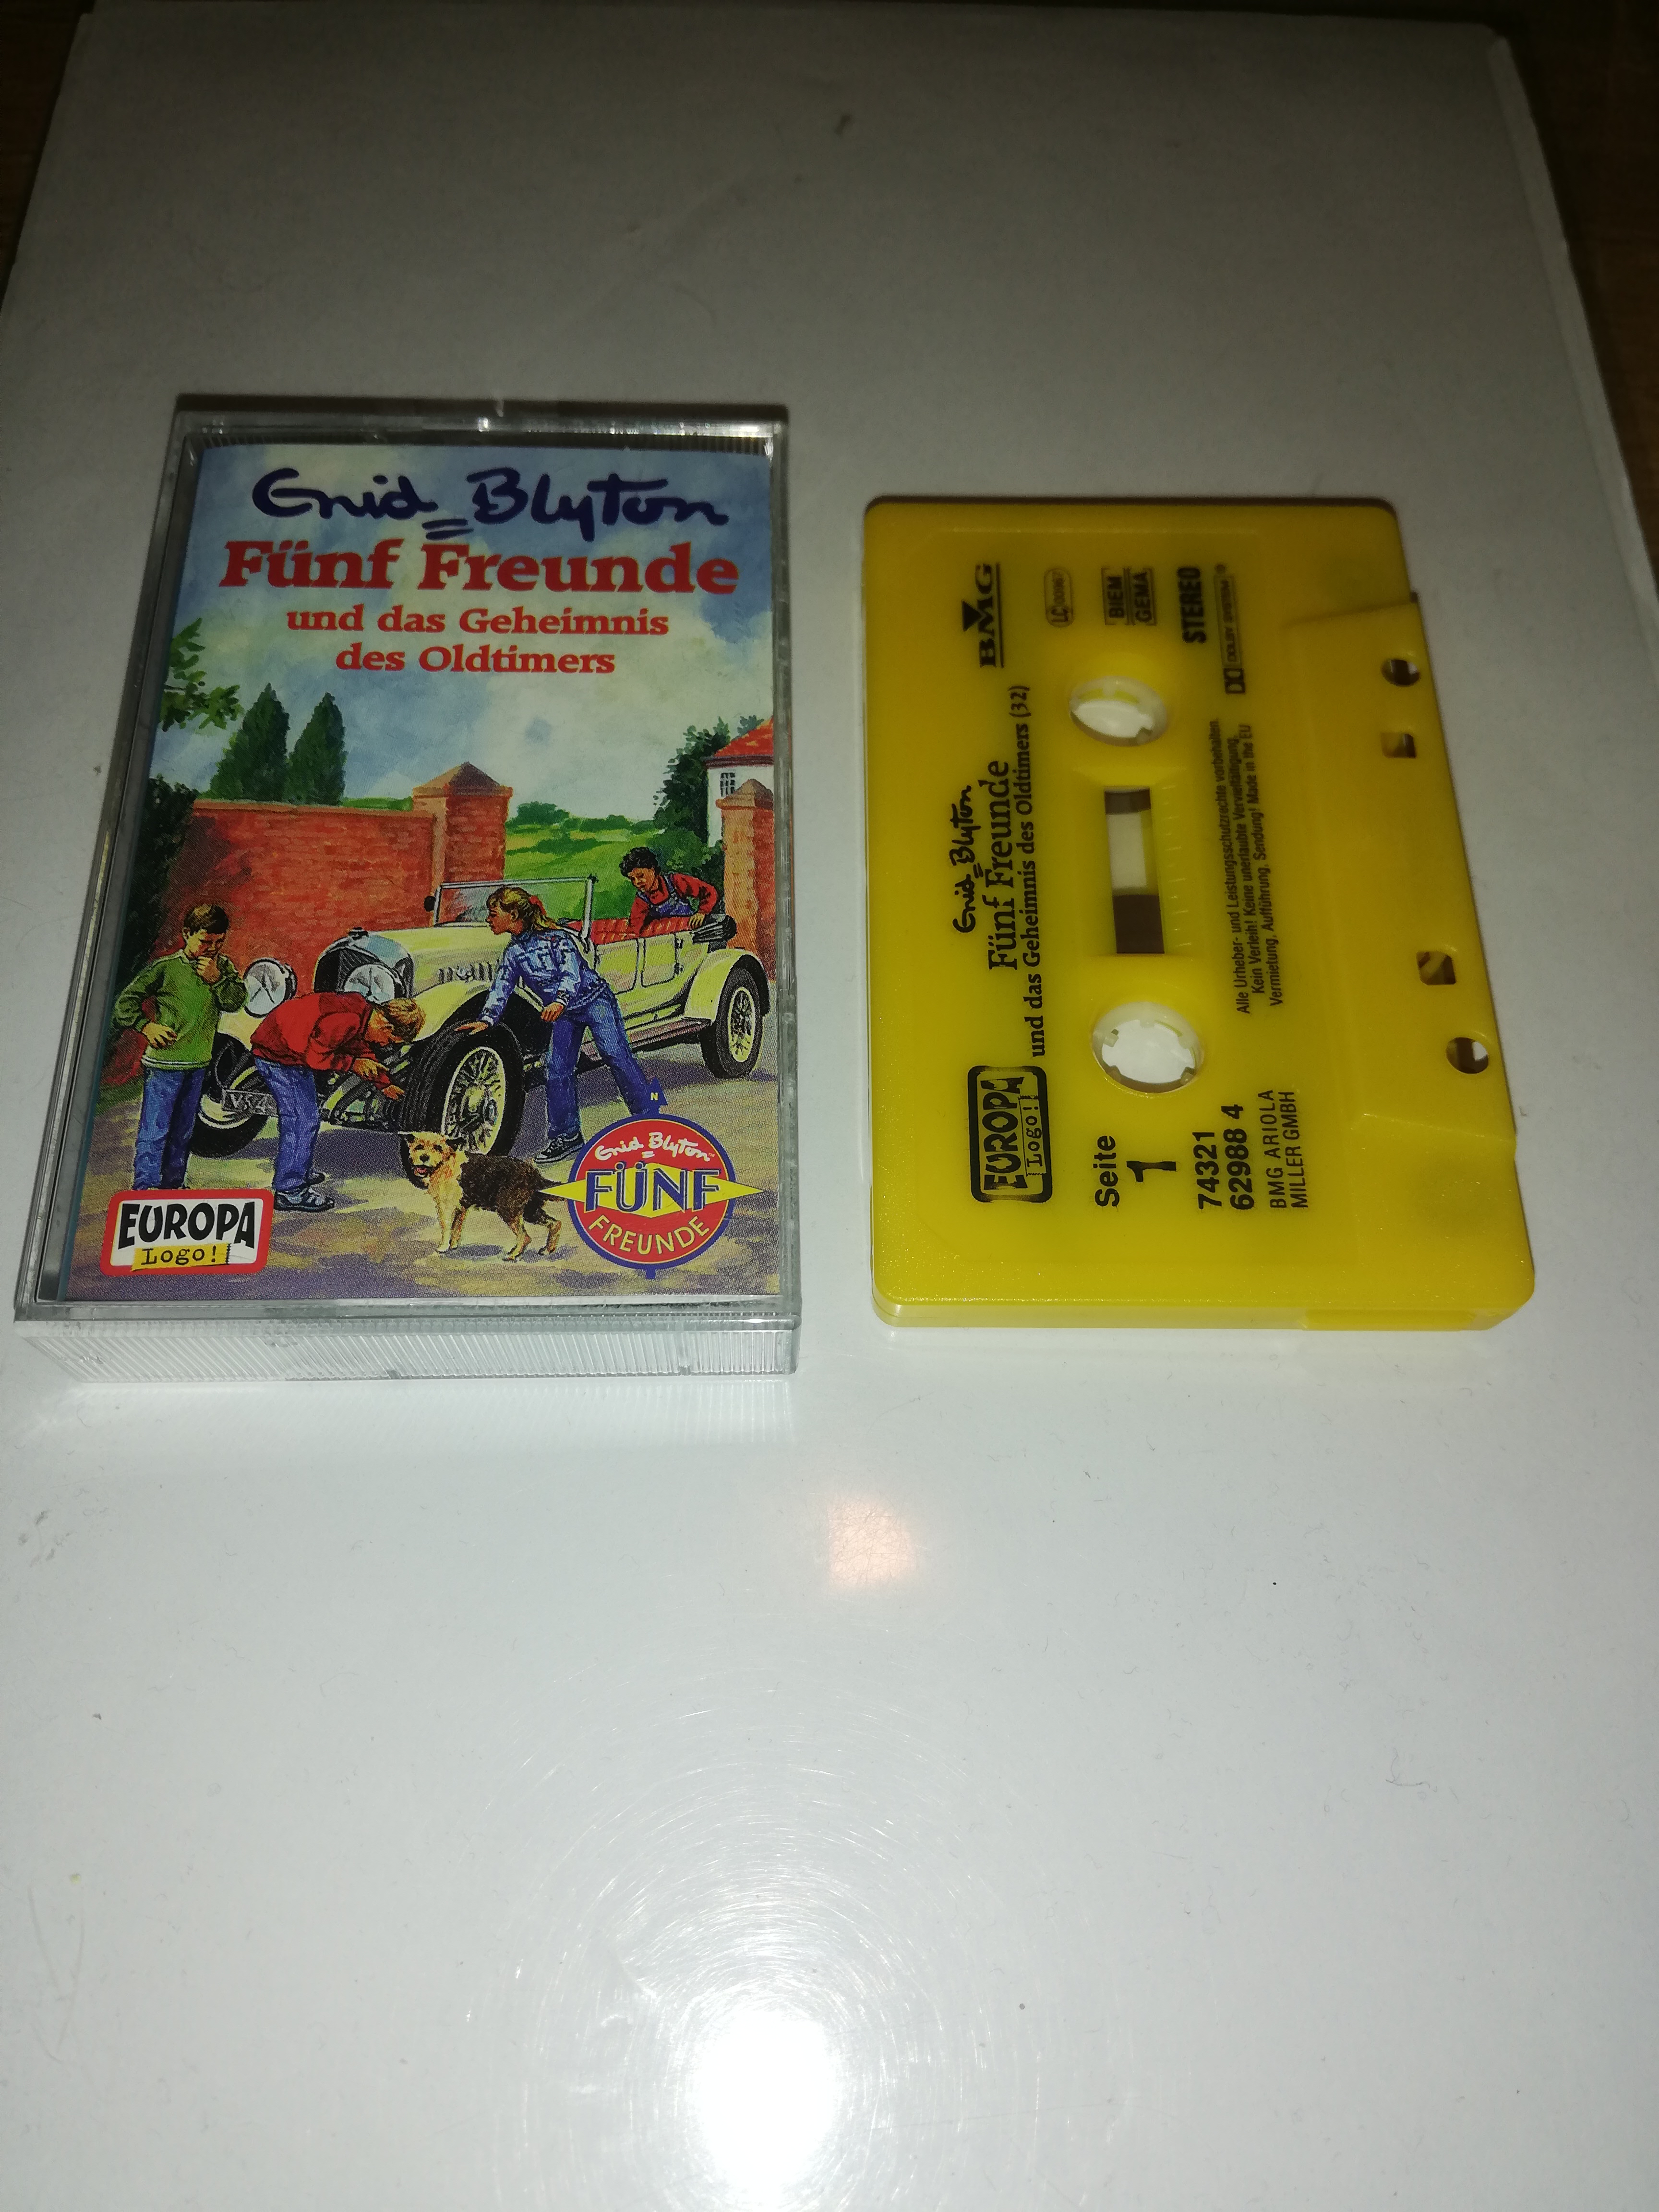 Enid Blyton
Fünf Freunde
und das Geheimnis
des Oldtimers
EUROPA
Logo!
N
Enid Blyton
FÜNF
FREUNDE
Enid Blyton
Fünf Freunde
und das Geheimnis des Oldtimers (32)
EUROPA
Logo!
BMG
BIEM
GEMA
STEREO
DOLBY SYSTEM
Seite
1
74321
62988 4
BMG ARIOLA
MILLER GMBH
Alle Urheber- und Leistungsschutzrechte vorbehalten.
Kein Verleih! Keine unerlaubte Vervielfältigung,
Vermietung, Aufführung, Sendung! Made in the EU